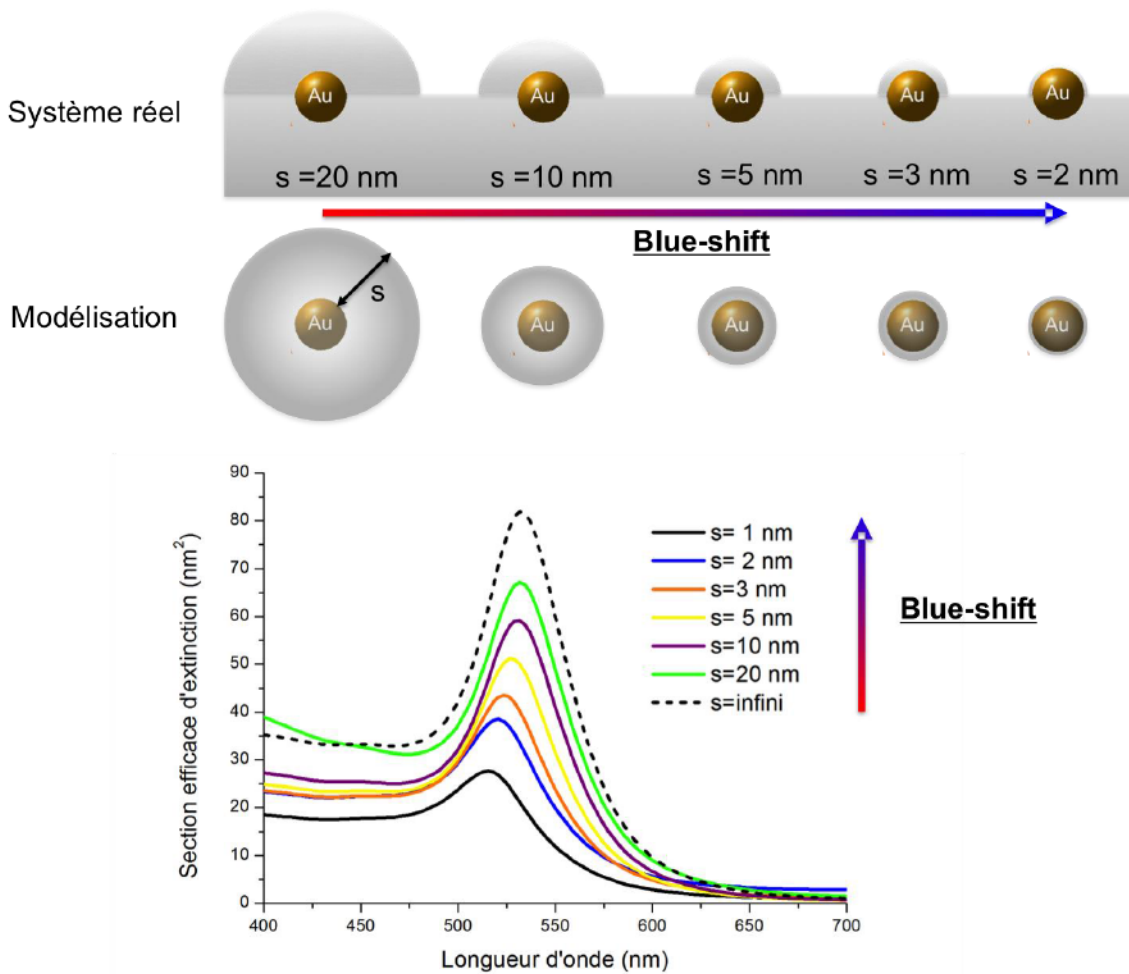 Système réel
Au Au Au Au Au
s =20 nm s =10 nm s =5 nm s =3 nm s =2 nm
Blue-shift
Modélisation
s
Au Au Au Au Au
90
80
70
60
50
40
30
20
10
0
Section efficace d'extinction (nm²)
s= 1 nm
s= 2 nm
s=3 nm
s= 5 nm
s=10 nm
s=20 nm
s=infini
Blue-shift
400 450 500 550 600 650 700
Longueur d'onde (nm)